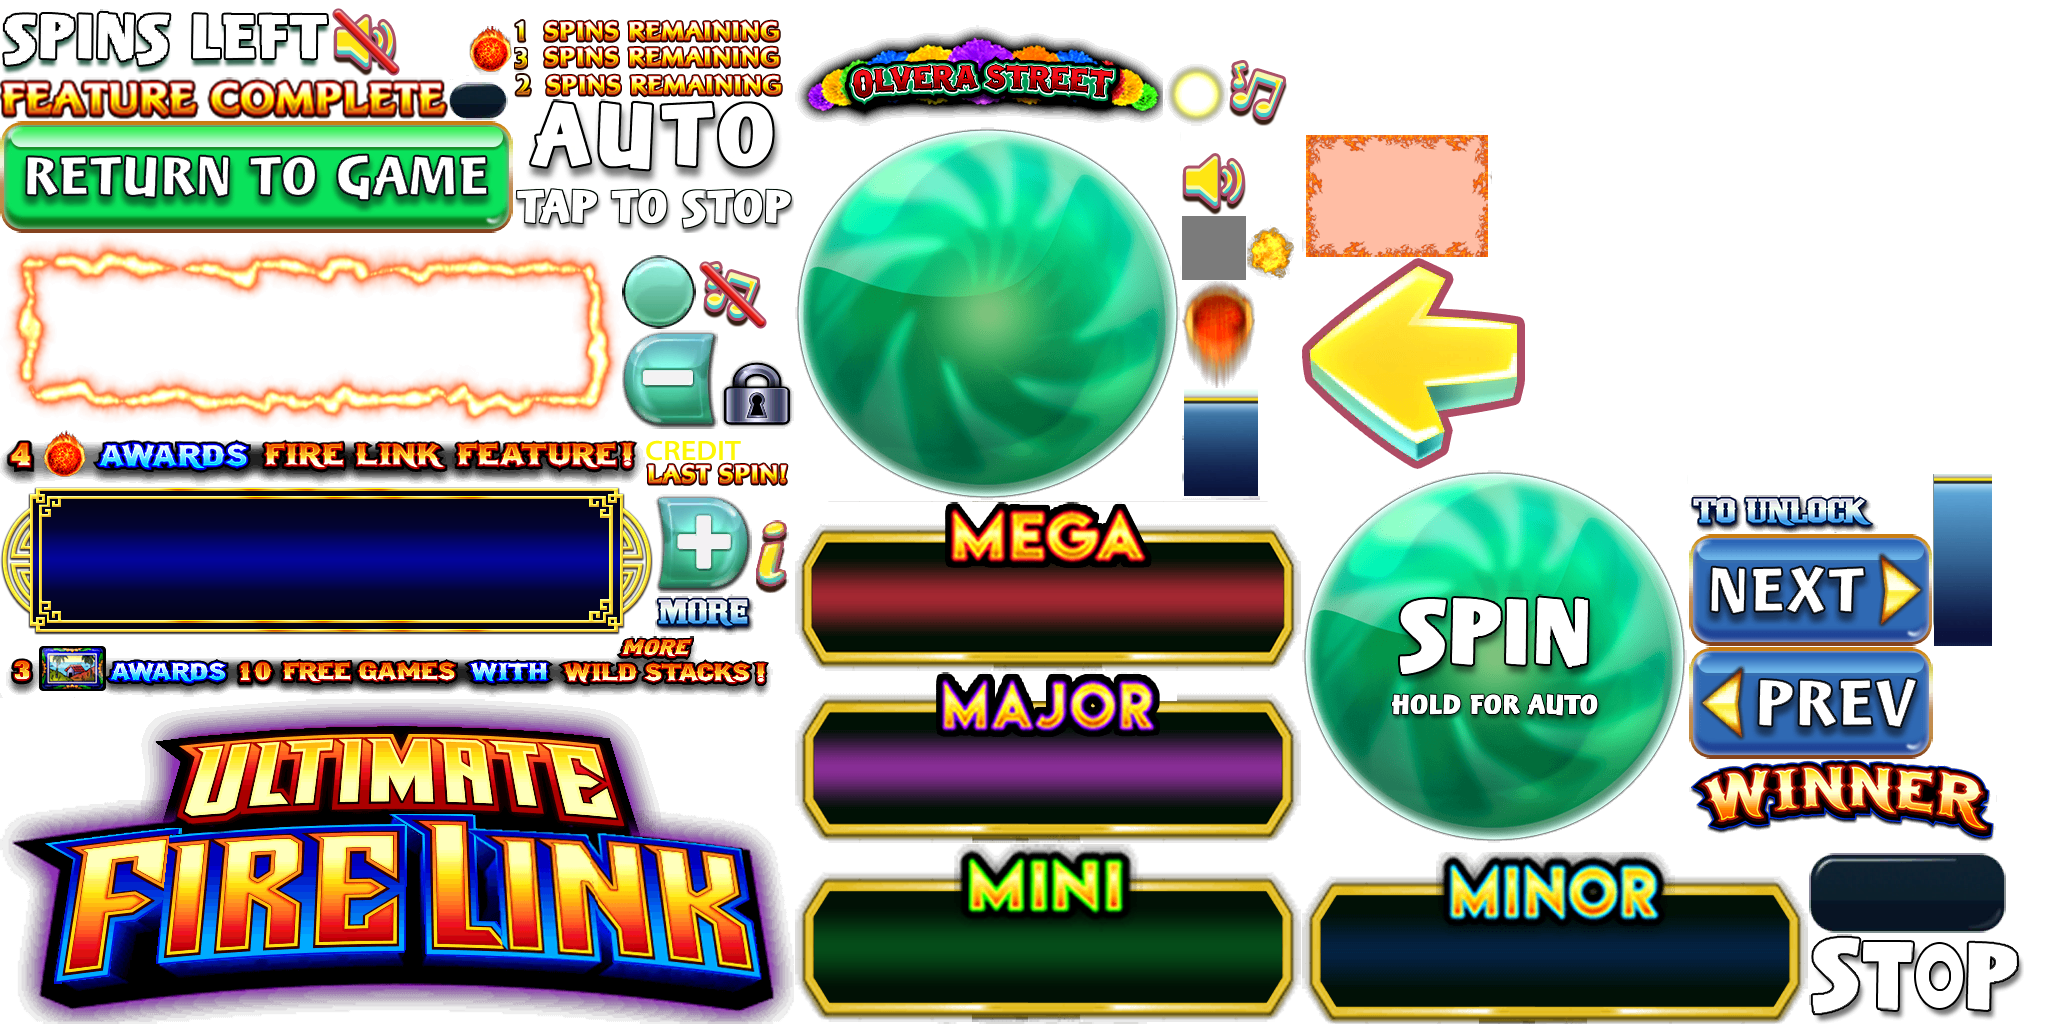 SPINS LEFT
1 SPINS REMAINING
3 SPINS REMAINING
2 SPINS REMAINING
FEATURE COMPLETE
AUTO
TAP TO STOP
RETURN TO GAME
OLVERA STREET
4 AWARDS FIRE LINK FEATURE!
CREDIT
LAST SPIN!
MORE
3 AWARDS 10 FREE GAMES WITH MORE WILD STACKS!
ULTIMATE
FIRE LINK
MEGA
MAJOR
MINI
MINOR
SPIN
HOLD FOR AUTO
TO UNLOCK
NEXT
PREV
WINNER
STOP